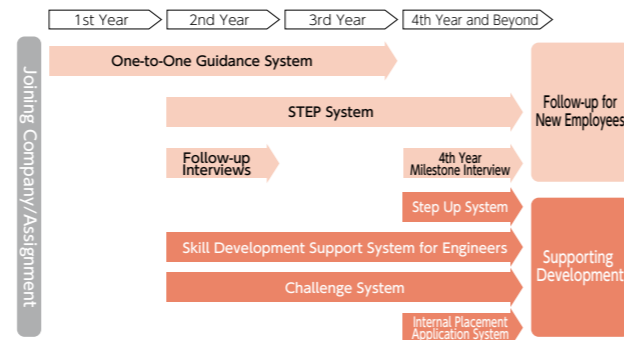 1st Year
2nd Year
3rd Year
4th Year and Beyond
Joining Company/Assignment
One-to-One Guidance System
STEP System
Follow-up
Interviews
4th Year
Milestone Interview
Follow-up for
New Employees
Step Up System
Skill Development Support System for Engineers
Challenge System
Internal Placement
Application System
Supporting
Development